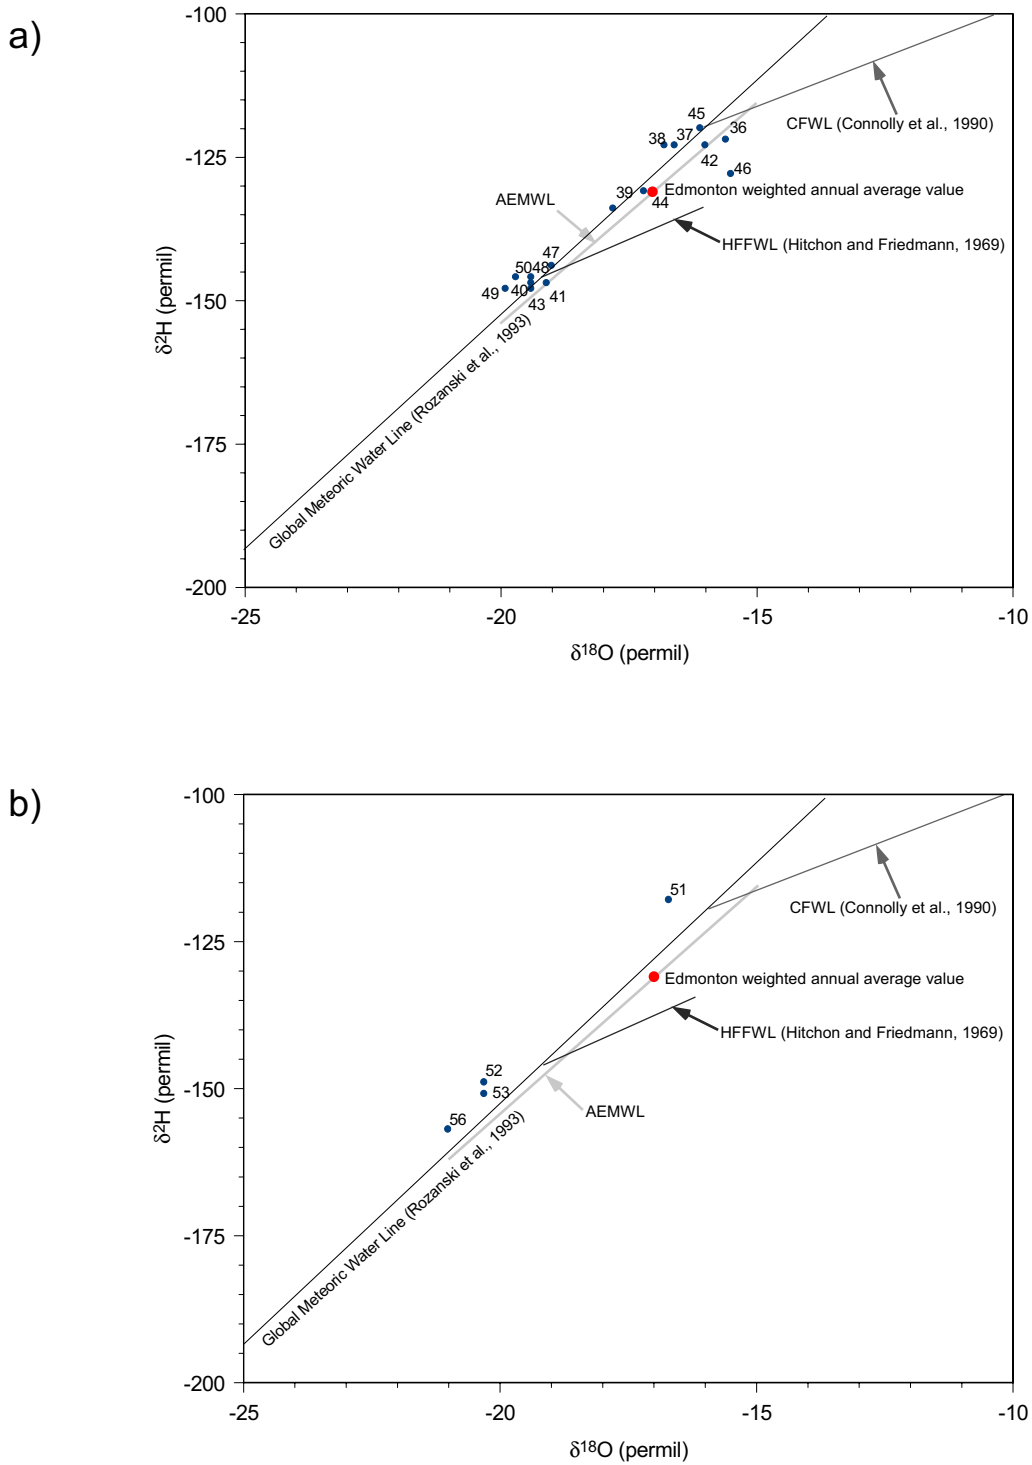 a)
-100
-125
-150
-175
-200
-25
-20
-15
-10
δ2H (permil)
δ18O (permil)
45
36
38
37
CFWL (Connolly et al., 1990)
42
46
39
Edmonton weighted annual average value
44
AEMWL
HFFWL (Hitchon and Friedmann, 1969)
47
50
48
49
40
41
43
Global Meteoric Water Line (Rozanski et al., 1993)
b)
-100
-125
-150
-175
-200
-25
-20
-15
-10
δ2H (permil)
δ18O (permil)
51
CFWL (Connolly et al., 1990)
Edmonton weighted annual average value
HFFWL (Hitchon and Friedmann, 1969)
52
53
AEMWL
56
Global Meteoric Water Line (Rozanski et al., 1993)